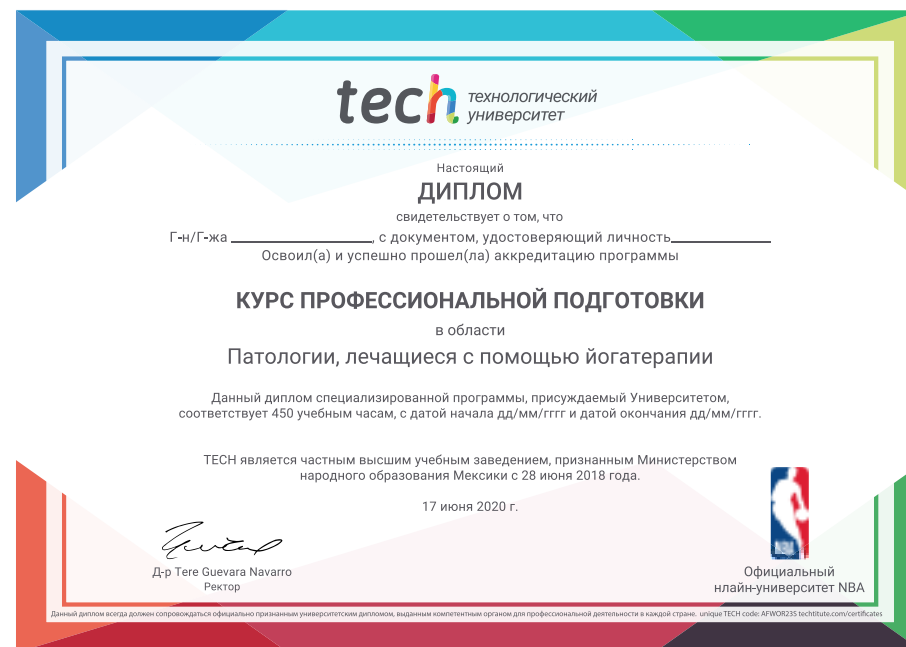 tech технологический
университет
Настоящий
ДИПЛОМ
свидетельствует о том, что
Г-н/Г-жа , с документом, удостоверяющий личность
Освоил(а) и успешно прошел(ла) аккредитацию программы
КУРС ПРОФЕССИОНАЛЬНОЙ ПОДГОТОВКИ
в области
Патологии, лечащиеся с помощью йогатерапии
Данный диплом специализированной программы, присуждаемый Университетом,
соответствует 450 учебным часам, с датой начала дд/мм/гггг и датой окончания дд/мм/гггг.
TECH является частным высшим учебным заведением, признанным Министерством
народного образования Мексики с 28 июня 2018 года.
17 июня 2020 г.
Д-р Tere Guevara Navarro
Ректор
NBA
Официальный
нлайн-университет NBA
Данный диплом всегда должен сопровождаться официально признанным университетским дипломом, выданным компетентным органом для профессиональной деятельности в каждой стране. unique TECH code: AFWOR23S techtitute.com/certificates